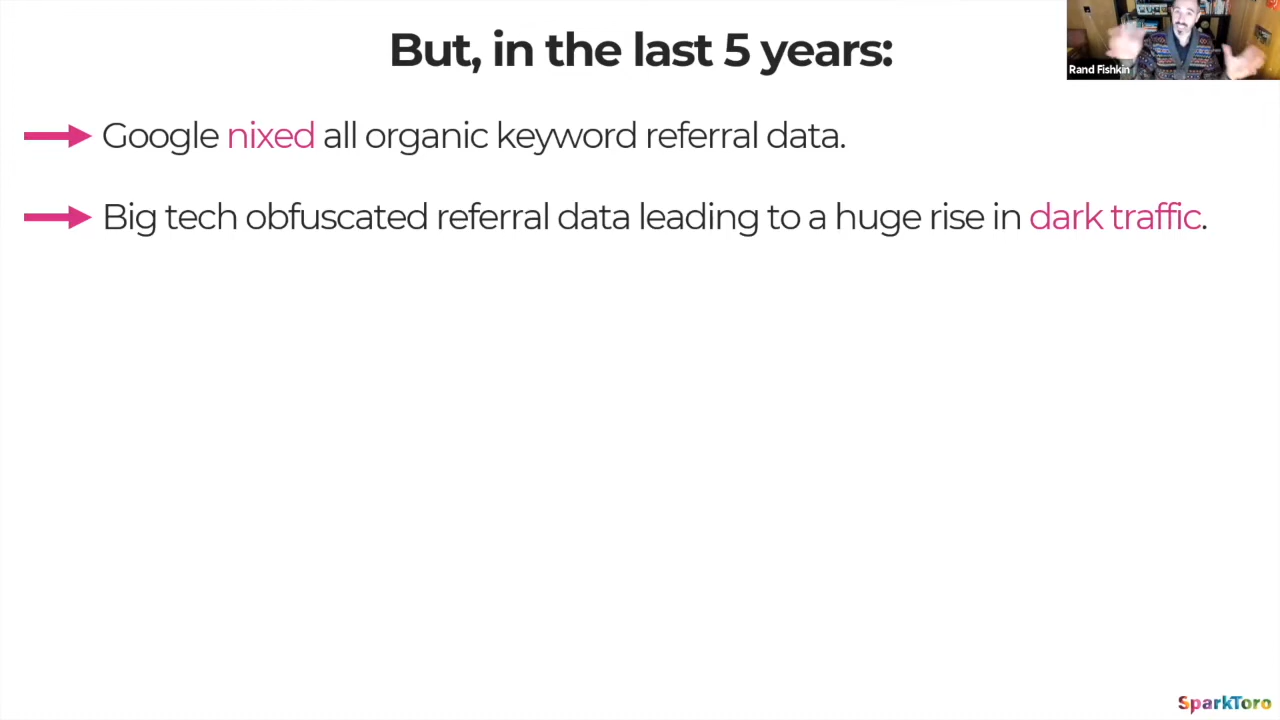 But, in the last 5 years:
Rand Fishkin
Google nixed all organic keyword referral data.
Big tech obfuscated referral data leading to a huge rise in dark traffic.
SparkToro